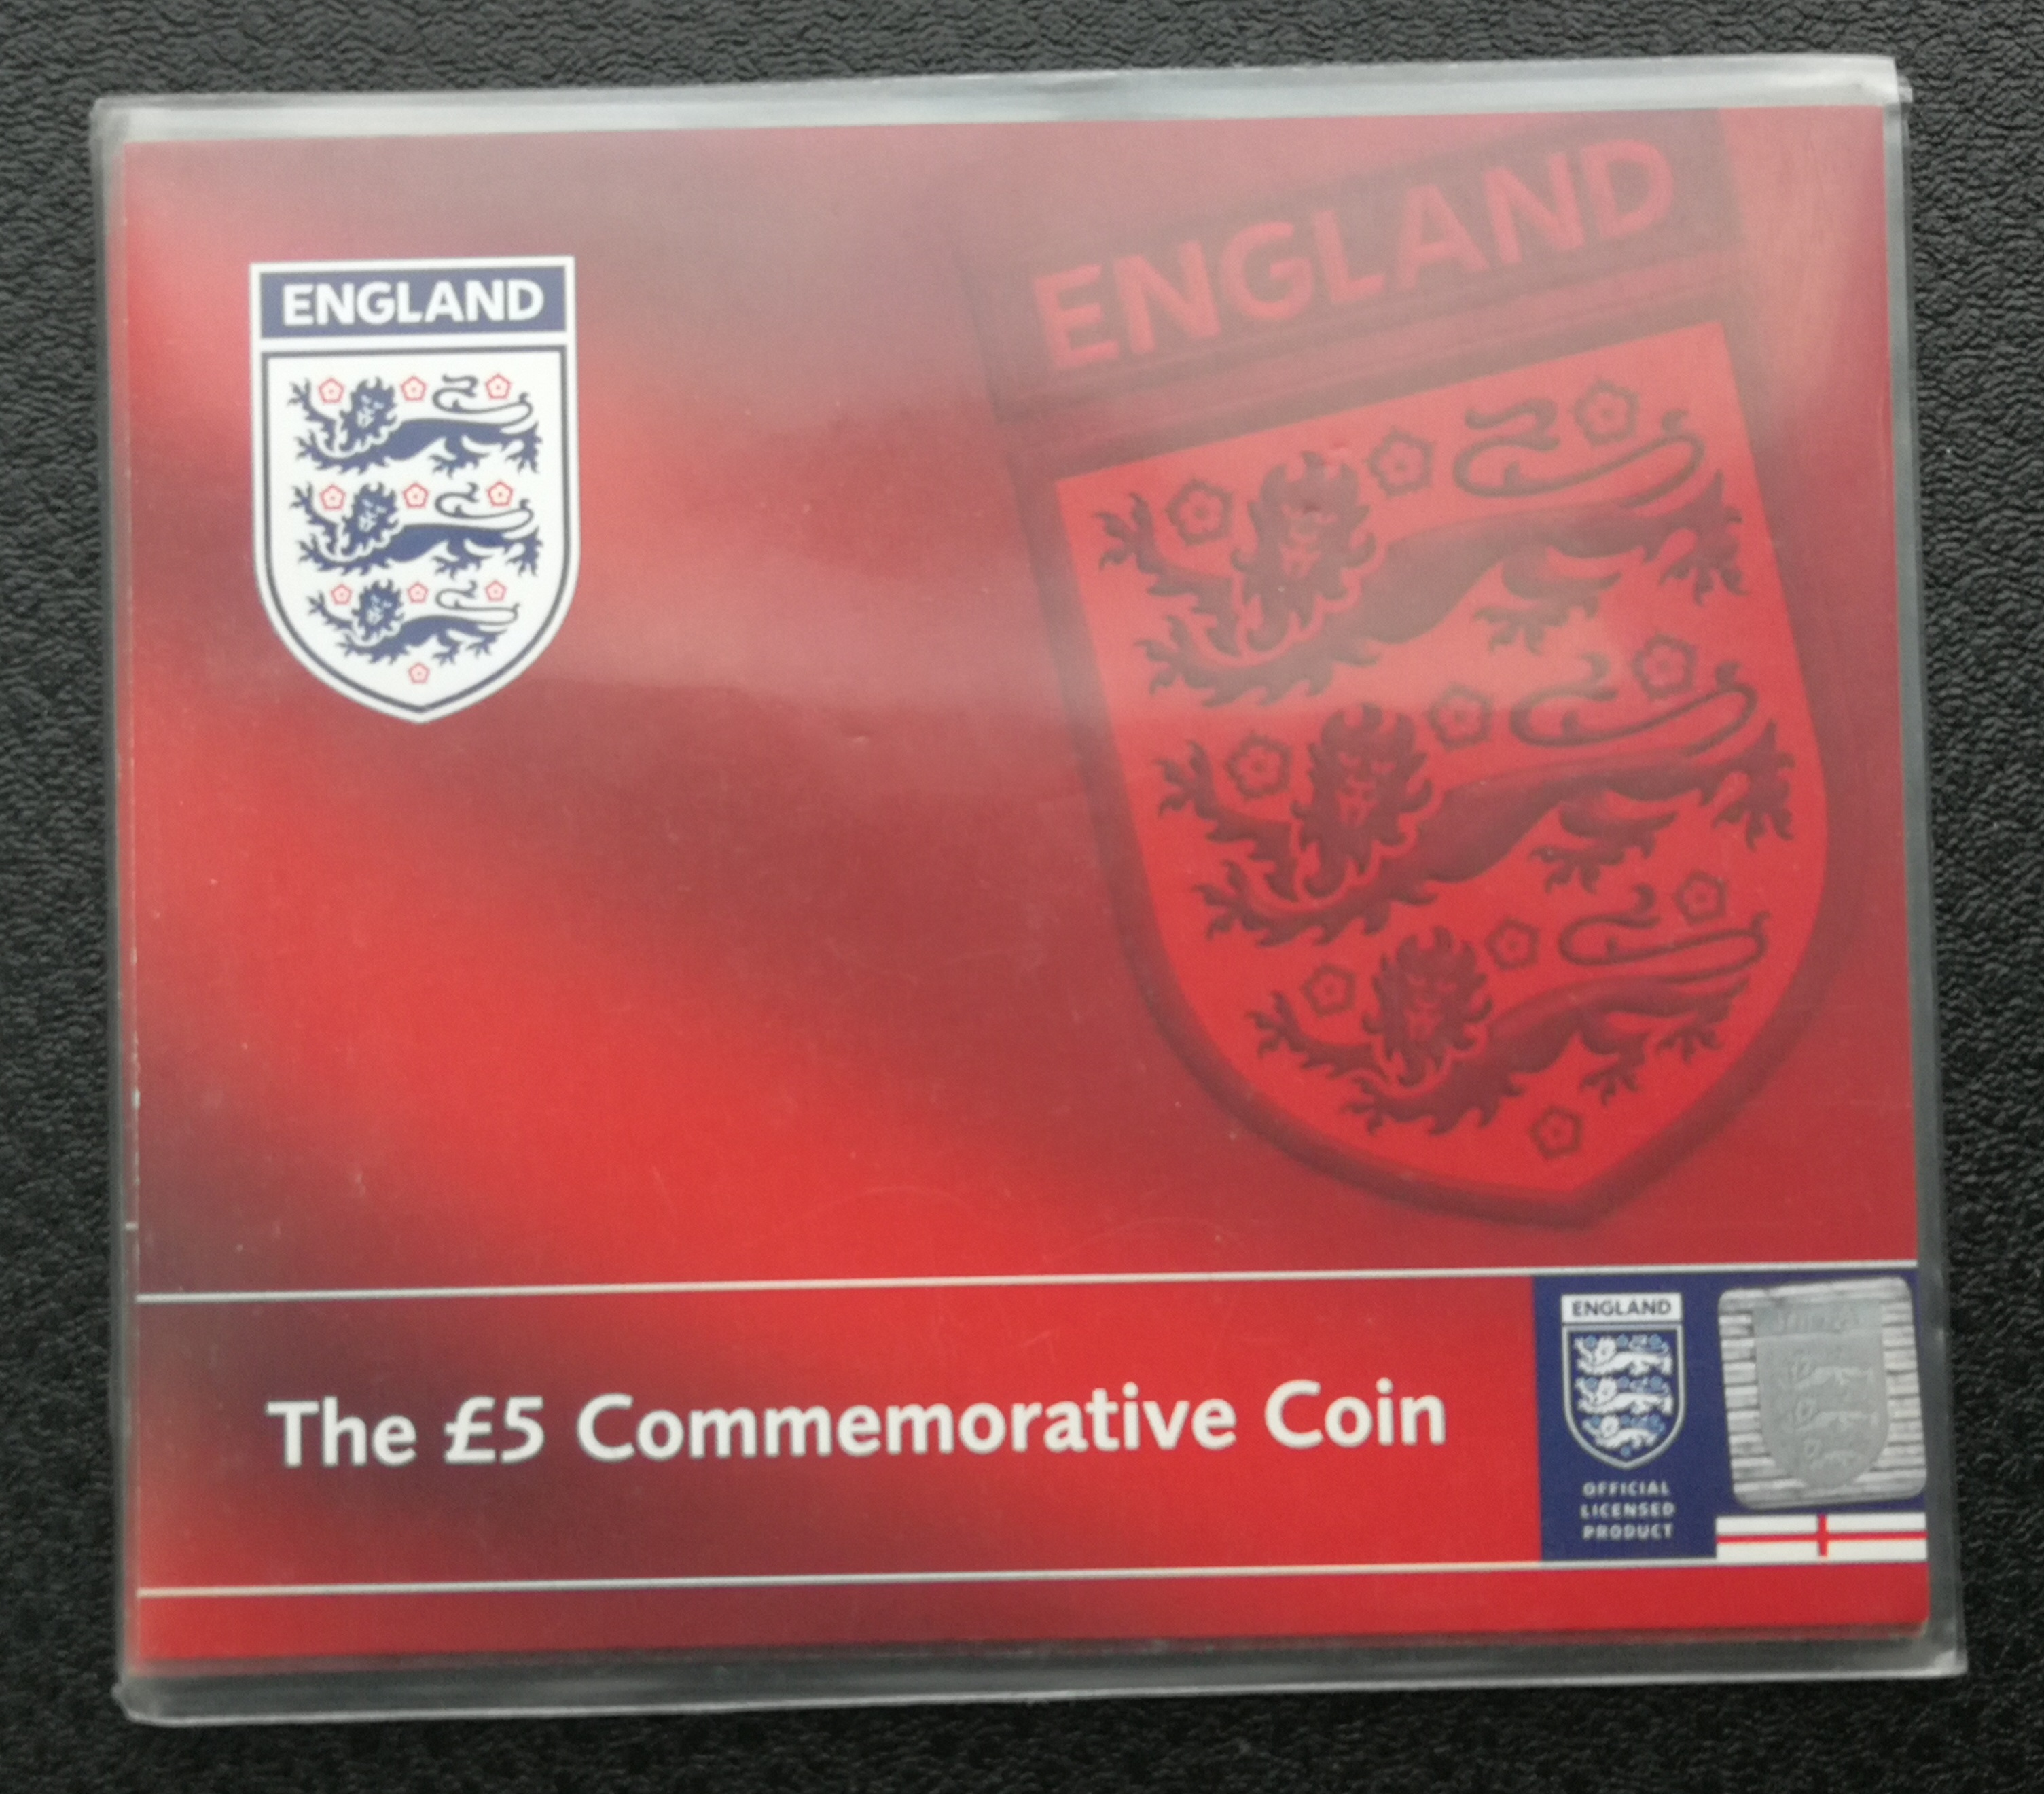 ENGLAND
ENGLAND
The £5 Commemorative Coin
ENGLAND
OFFICIAL
LICENSED
PRODUCT